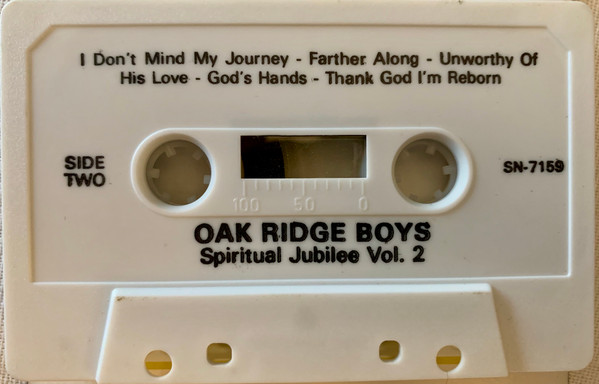 I Don't Mind My Journey - Farther Along - Unworthy Of
His Love - God's Hands - Thank God I'm Reborn
SIDE
TWO
SN-7159
100 50 0
OAK RIDGE BOYS
Spiritual Jubilee Vol. 2